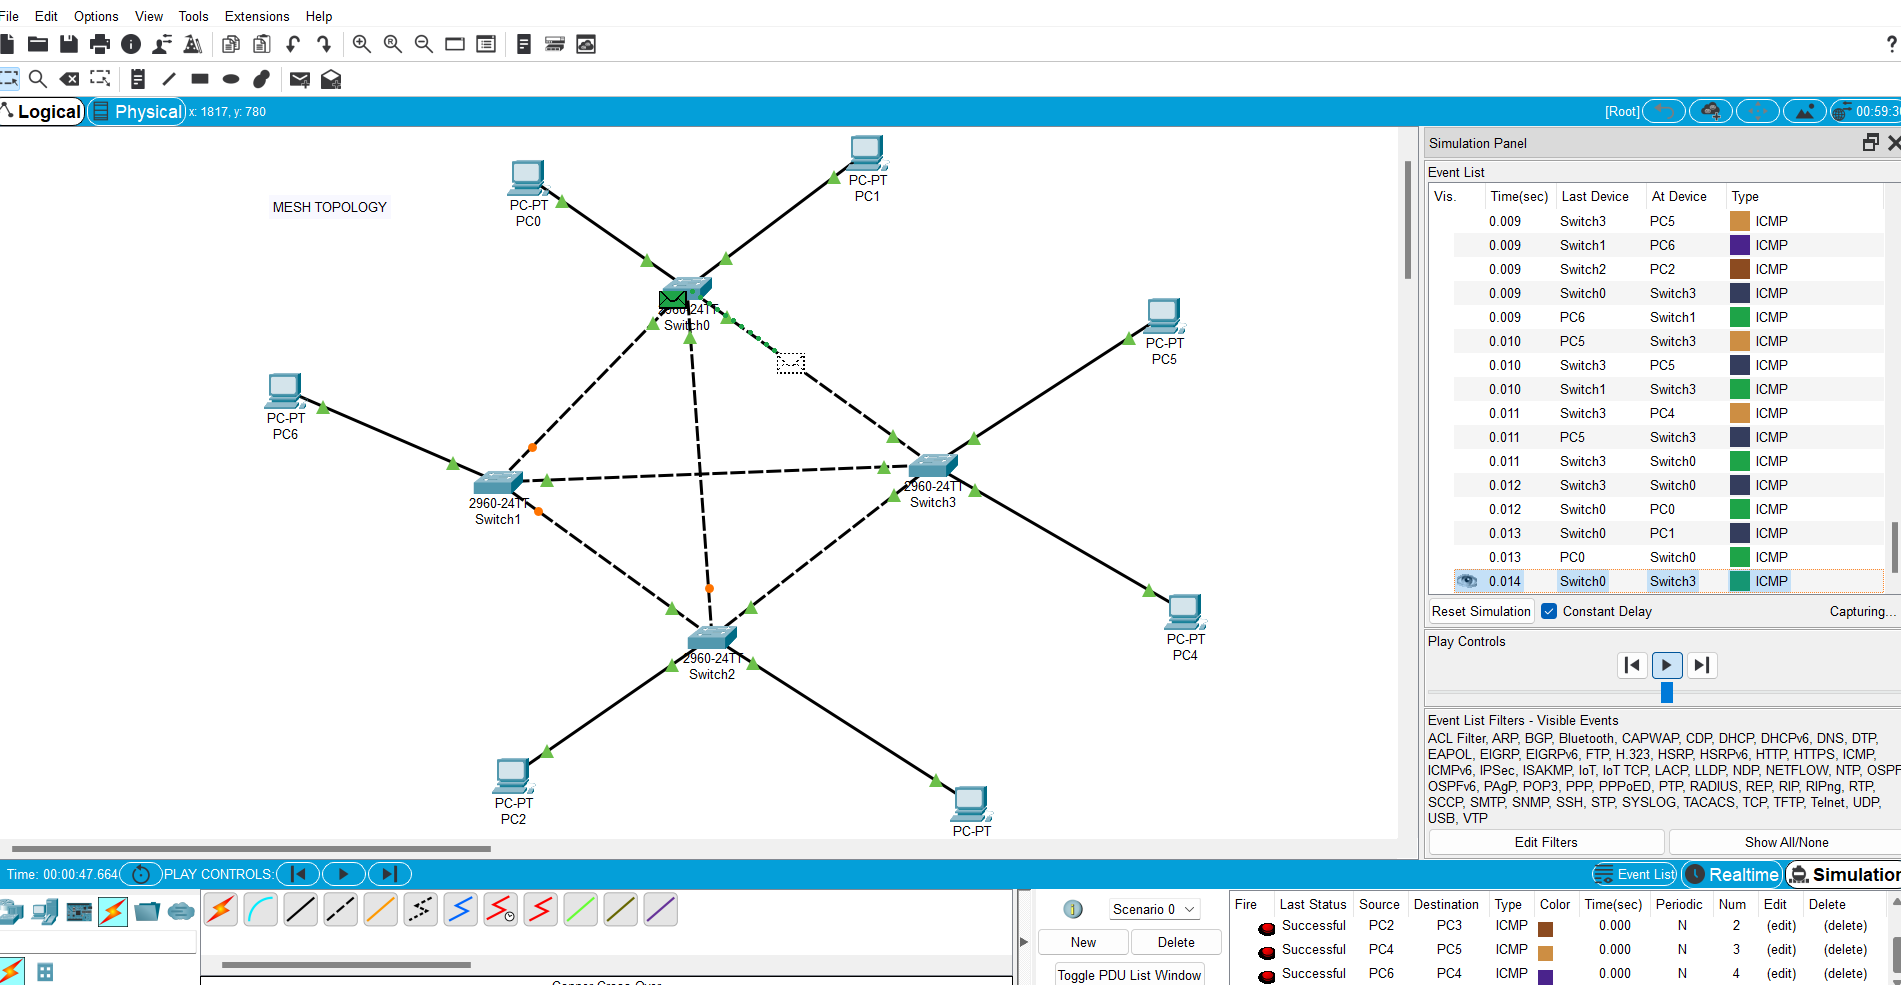 File Edit Options View Tools Extensions Help
?
Logical Physical x: 1817, y: 780 [Root]
MESH TOPOLOGY
PC-PT
PC0
PC-PT
PC1
2960-24TT
Switch0
PC-PT
PC5
PC-PT
PC6
2960-24TT
Switch1
2960-24TT
Switch3
PC-PT
PC4
2960-24TT
Switch2
PC-PT
PC2
PC-PT
Simulation Panel
Event List
Vis. Time(sec) Last Device At Device Type
0.009 Switch3 PC5 ICMP
0.009 Switch1 PC6 ICMP
0.009 Switch2 PC2 ICMP
0.009 Switch0 Switch3 ICMP
0.009 PC6 Switch1 ICMP
0.010 PC5 Switch3 ICMP
0.010 Switch3 PC5 ICMP
0.010 Switch1 Switch3 ICMP
0.011 Switch3 PC4 ICMP
0.011 PC5 Switch3 ICMP
0.011 Switch3 Switch0 ICMP
0.012 Switch3 Switch0 ICMP
0.012 Switch0 PC0 ICMP
0.013 Switch0 PC1 ICMP
0.013 PC0 Switch0 ICMP
0.014 Switch0 Switch3 ICMP
Reset Simulation Constant Delay Capturing...
Play Controls
Event List Filters - Visible Events
ACL Filter, ARP, BGP, Bluetooth, CAPWAP, CDP, DHCP, DHCPv6, DNS, DTP,
EAPOL, EIGRP, EIGRPv6, FTP, H.323, HSRP, HSRPv6, HTTP, HTTPS, ICMP,
ICMPv6, IPSec, ISAKMP, IoT, IoT TCP, LACP, LLDP, NDP, NETFLOW, NTP, OSPF
OSPFv6, PAgP, POP3, PPP, PPPoED, PTP, RADIUS, REP, RIP, RIPng, RTP,
SCCP, SMTP, SNMP, SSH, STP, SYSLOG, TACACS, TCP, TFTP, Telnet, UDP,
USB, VTP
Edit Filters Show All/None
Time: 00:00:47.664 PLAY CONTROLS: Event List Realtime Simulation
Scenario 0
New Delete
Toggle PDU List Window
Fire Last Status Source Destination Type Color Time(sec) Periodic Num Edit Delete
Successful PC2 PC3 ICMP 0.000 N 2 (edit) (delete)
Successful PC4 PC5 ICMP 0.000 N 3 (edit) (delete)
Successful PC6 PC4 ICMP 0.000 N 4 (edit) (delete)